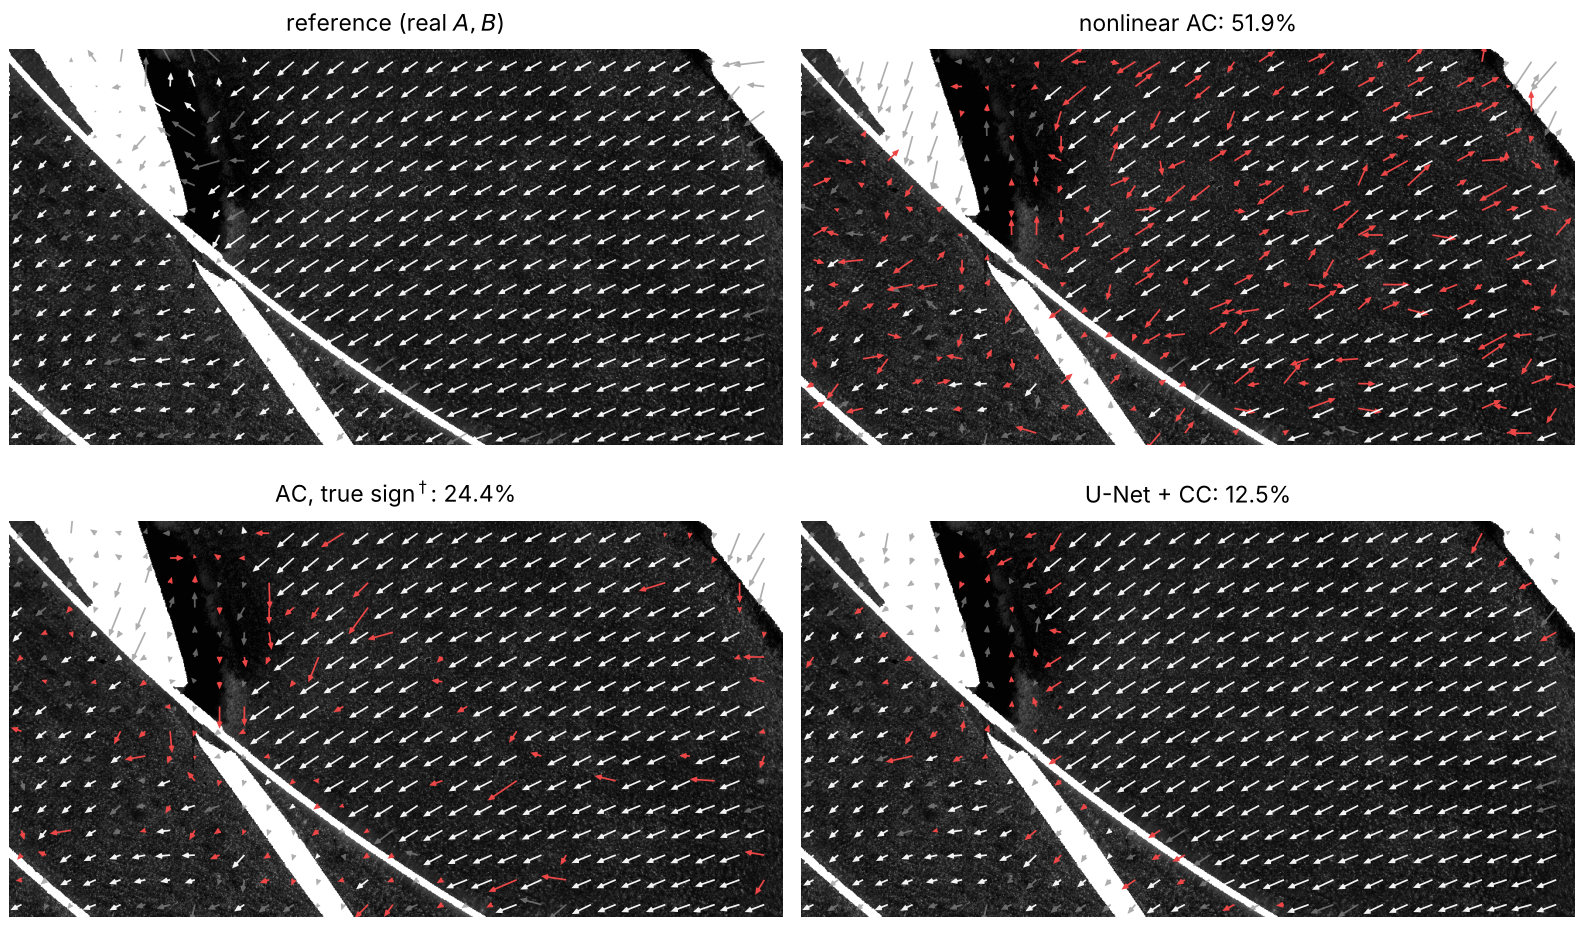 reference (real A, B)
nonlinear AC: 51.9%
AC, true sign†: 24.4%
U-Net + CC: 12.5%